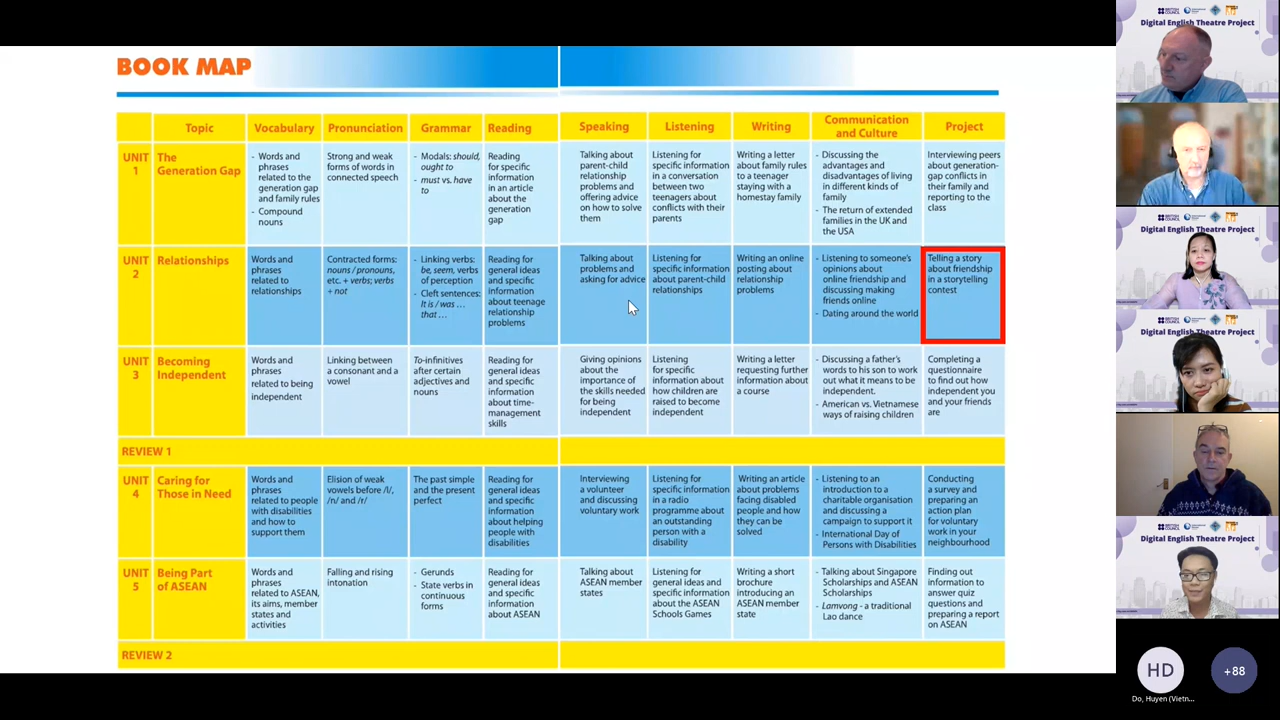 BOOK MAP
Topic
Vocabulary
Pronunciation
Grammar
Reading
Speaking
Listening
Writing
Communication
and Culture
Project
UNIT
1
The
Generation Gap
- Words and
phrases
related to the
generation gap
and family rules
- Compound
nouns
Strong and weak
forms of words in
connected speech
- Modals: should,
ought to
- must vs. have
to
Reading
for specific
information
in an article
about the
generation
gap
Talking about
parent-child
relationship
problems and
offering advice
on how to solve
them
Listening for
specific information
in a conversation
between two
teenagers about
conflicts with their
parents
Writing a letter
about family rules
to a teenager
staying with a
homestay family
- Discussing the
advantages and
disadvantages of living
in different kinds of
family
- The return of extended
families in the UK and
the USA
Interviewing peers
about generation-
gap conflicts in
their family and
reporting to the
class
UNIT
2
Relationships
Words and
phrases
related to
relationships
Contracted forms:
nouns / pronouns,
etc. + verbs; verbs
+ not
- Linking verbs:
be, seem, verbs
of perception
- Cleft sentences:
It is / was ...
that ...
Reading for
general ideas
and specific
information
about teenage
relationship
problems
Talking about
problems and
asking for advice
Listening for
specific information
about parent-child
relationships
Writing an online
posting about
relationship
problems
- Listening to someone's
opinions about
online friendship and
discussing making
friends online
- Dating around the world
Telling a story
about friendship
in a storytelling
contest
UNIT
3
Becoming
Independent
Words and
phrases
related to being
independent
Linking between
a consonant and a
vowel
To-infinitives
after certain
adjectives and
nouns
Reading for
general ideas
and specific
information
about time-
management
skills
Giving opinions
about the
importance of
the skills needed
for being
independent
Listening
for specific
information about
how children are
raised to become
independent
Writing a letter
requesting further
information about
a course
- Discussing a father's
words to his son to
work out what it means to be
independent.
- American vs. Vietnamese
ways of raising children
Completing a
questionnaire
to find out how
independent you
and your friends
are
REVIEW 1
UNIT
4
Caring for
Those in Need
Words and
phrases
related to people
with disabilities
and how to
support them
Elision of weak
vowels before /l/,
/n/ and /r/
The past simple
and the present
perfect
Reading for
general ideas
and specific
information
about helping
people with
disabilities
Interviewing
a volunteer
and discussing
voluntary work
Listening for
specific information
in a radio
programme about
an outstanding
person with a
disability
Writing an article
about problems
facing disabled
people and how
they can be
solved
- Listening to an
introduction to a
charitable organisation
and discussing a
campaign to support it
- International Day of
Persons with Disabilities
Conducting
a survey and
preparing an
action plan
for voluntary
work in your
neighbourhood
UNIT
5
Being Part
of ASEAN
Words and
phrases
related to ASEAN,
its aims, member
states and
activities
Falling and rising
intonation
- Gerunds
- State verbs in
continuous
forms
Reading for
general ideas
and specific
information
about ASEAN
Talking about
ASEAN member
states
Listening for
general ideas and
specific information
about the ASEAN
Schools Games
Writing a short
brochure
introducing an
ASEAN member
state
- Talking about Singapore
Scholarships and ASEAN
Scholarships
- Lamvong - a traditional
Lao dance
Finding out
information to
answer quiz
questions and
preparing a report
on ASEAN
REVIEW 2
BRITISH
COUNCIL
Digital English Theatre Project
BRITISH
COUNCIL
Digital English Theatre Project
BRITISH
COUNCIL
Digital English Theatre Project
BRITISH
COUNCIL
Digital English Theatre Project
HD
+88
Do, Huyen (Vietn...